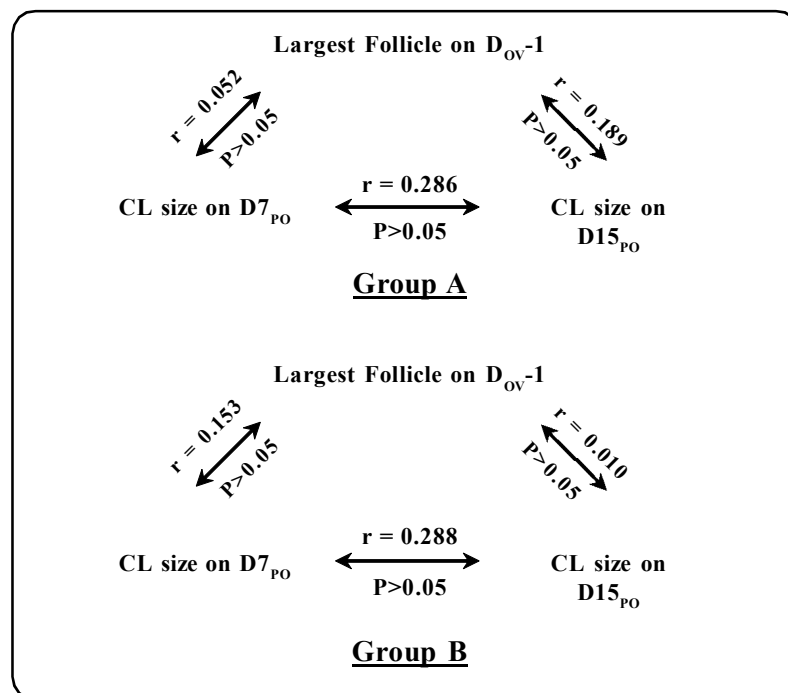 Largest Follicle on D_OV-1
r = 0.052
P>0.05
r = 0.189
P>0.05
r = 0.286
P>0.05
CL size on D7_PO
CL size on
D15_PO
Group A
Largest Follicle on D_OV-1
r = 0.153
P>0.05
r = 0.010
P>0.05
r = 0.288
P>0.05
CL size on D7_PO
CL size on
D15_PO
Group B